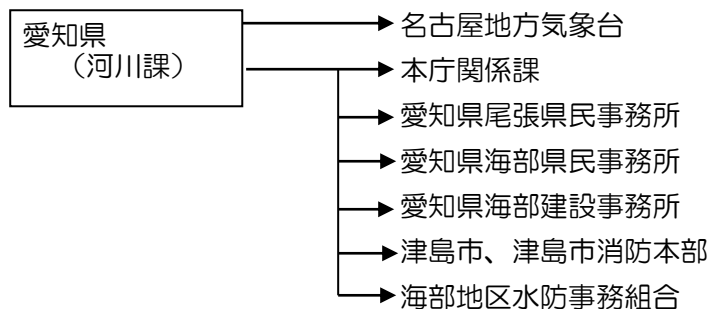 愛知県
（河川課）
名古屋地方気象台
本庁関係課
愛知県尾張県民事務所
愛知県海部県民事務所
愛知県海部建設事務所
津島市、津島市消防本部
海部地区水防事務組合